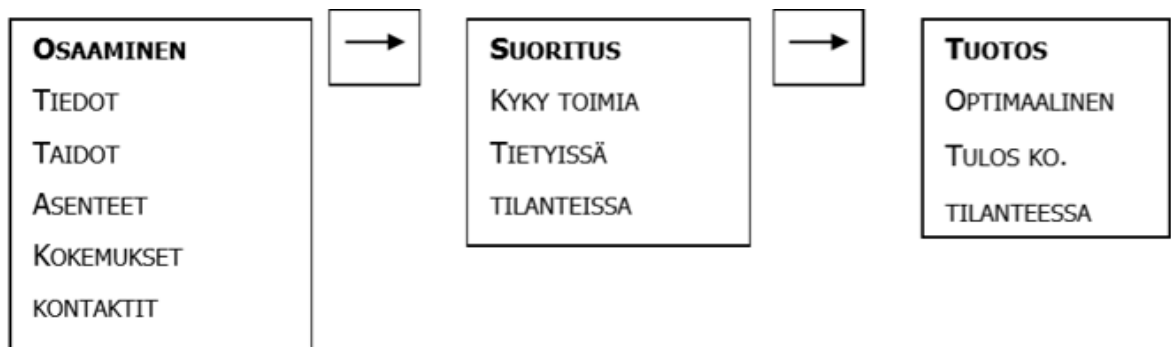 OSAAMINEN
TIEDOT
TAIDOT
ASENTEET
KOKEMUKSET
KONTAKTIT
SUORITUS
KYKY TOIMIA
TIETYISSÄ
TILANTEISSA
TUOTOS
OPTIMAALINEN
TULOS KO.
TILANTEESSA